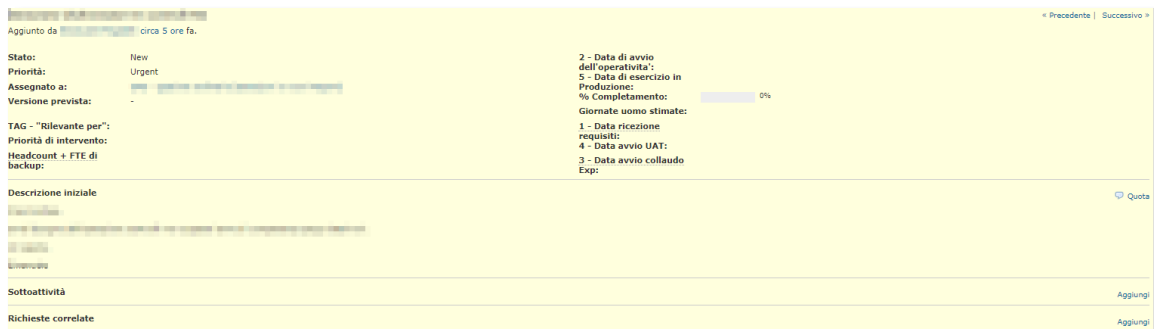 « Precedente | Successivo »
Aggiunto da circa 5 ore fa.
Stato: New
Priorità: Urgent
Assegnato a:
Versione prevista: -
TAG - "Rilevante per":
Priorità di intervento:
Headcount + FTE di
backup:
2 - Data di avvio
dell'operativita':
5 - Data di esercizio in
Produzione:
% Completamento: 0%
Giornate uomo stimate:
1 - Data ricezione
requisiti:
4 - Data avvio UAT:
3 - Data avvio collaudo
Exp:
Descrizione iniziale
Quota
Sottoattività
Aggiungi
Richieste correlate
Aggiungi